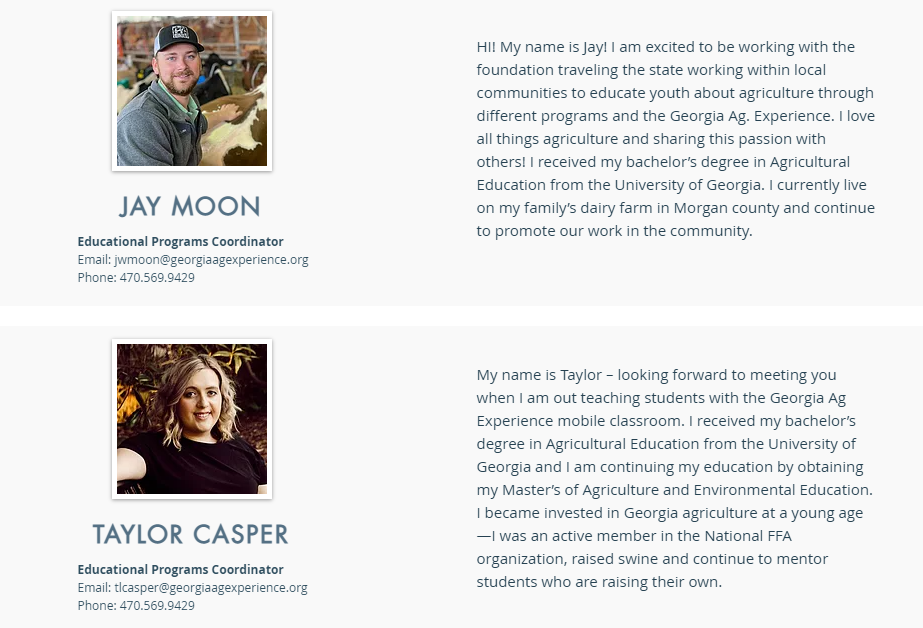 HI! My name is Jay! I am excited to be working with the
foundation traveling the state working within local
communities to educate youth about agriculture through
different programs and the Georgia Ag. Experience. I love
all things agriculture and sharing this passion with
others! I received my bachelor’s degree in Agricultural
Education from the University of Georgia. I currently live
on my family’s dairy farm in Morgan county and continue
to promote our work in the community.
JAY MOON
Educational Programs Coordinator
Email: jwmoon@georgiaagexperience.org
Phone: 470.569.9429
My name is Taylor – looking forward to meeting you
when I am out teaching students with the Georgia Ag
Experience mobile classroom. I received my bachelor’s
degree in Agricultural Education from the University of
Georgia and I am continuing my education by obtaining
my Master’s of Agriculture and Environmental Education.
I became invested in Georgia agriculture at a young age
—I was an active member in the National FFA
organization, raised swine and continue to mentor
students who are raising their own.
TAYLOR CASPER
Educational Programs Coordinator
Email: tlcasper@georgiaagexperience.org
Phone: 470.569.9429